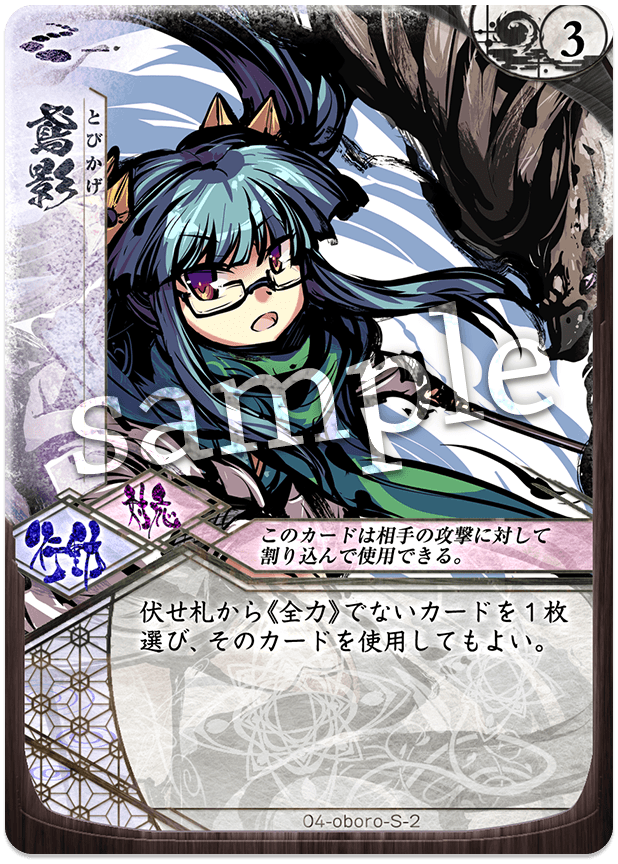 3
鳶影
とびかげ
sample
行動
対応
このカードは相手の攻撃に対して
割り込んで使用できる。
伏せ札から《全力》でないカードを１枚
選び、そのカードを使用してもよい。
04-oboro-S-2